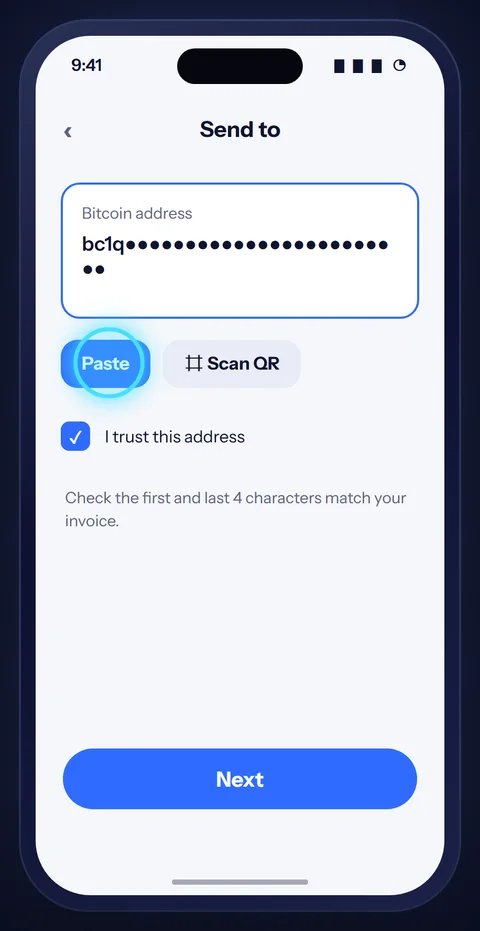 9:41
Send to
Bitcoin address
bc1q●●●●●●●●●●●●●●●●●●●●●●
●●
Paste
Scan QR
✓ I trust this address
Check the first and last 4 characters match your
invoice.
Next